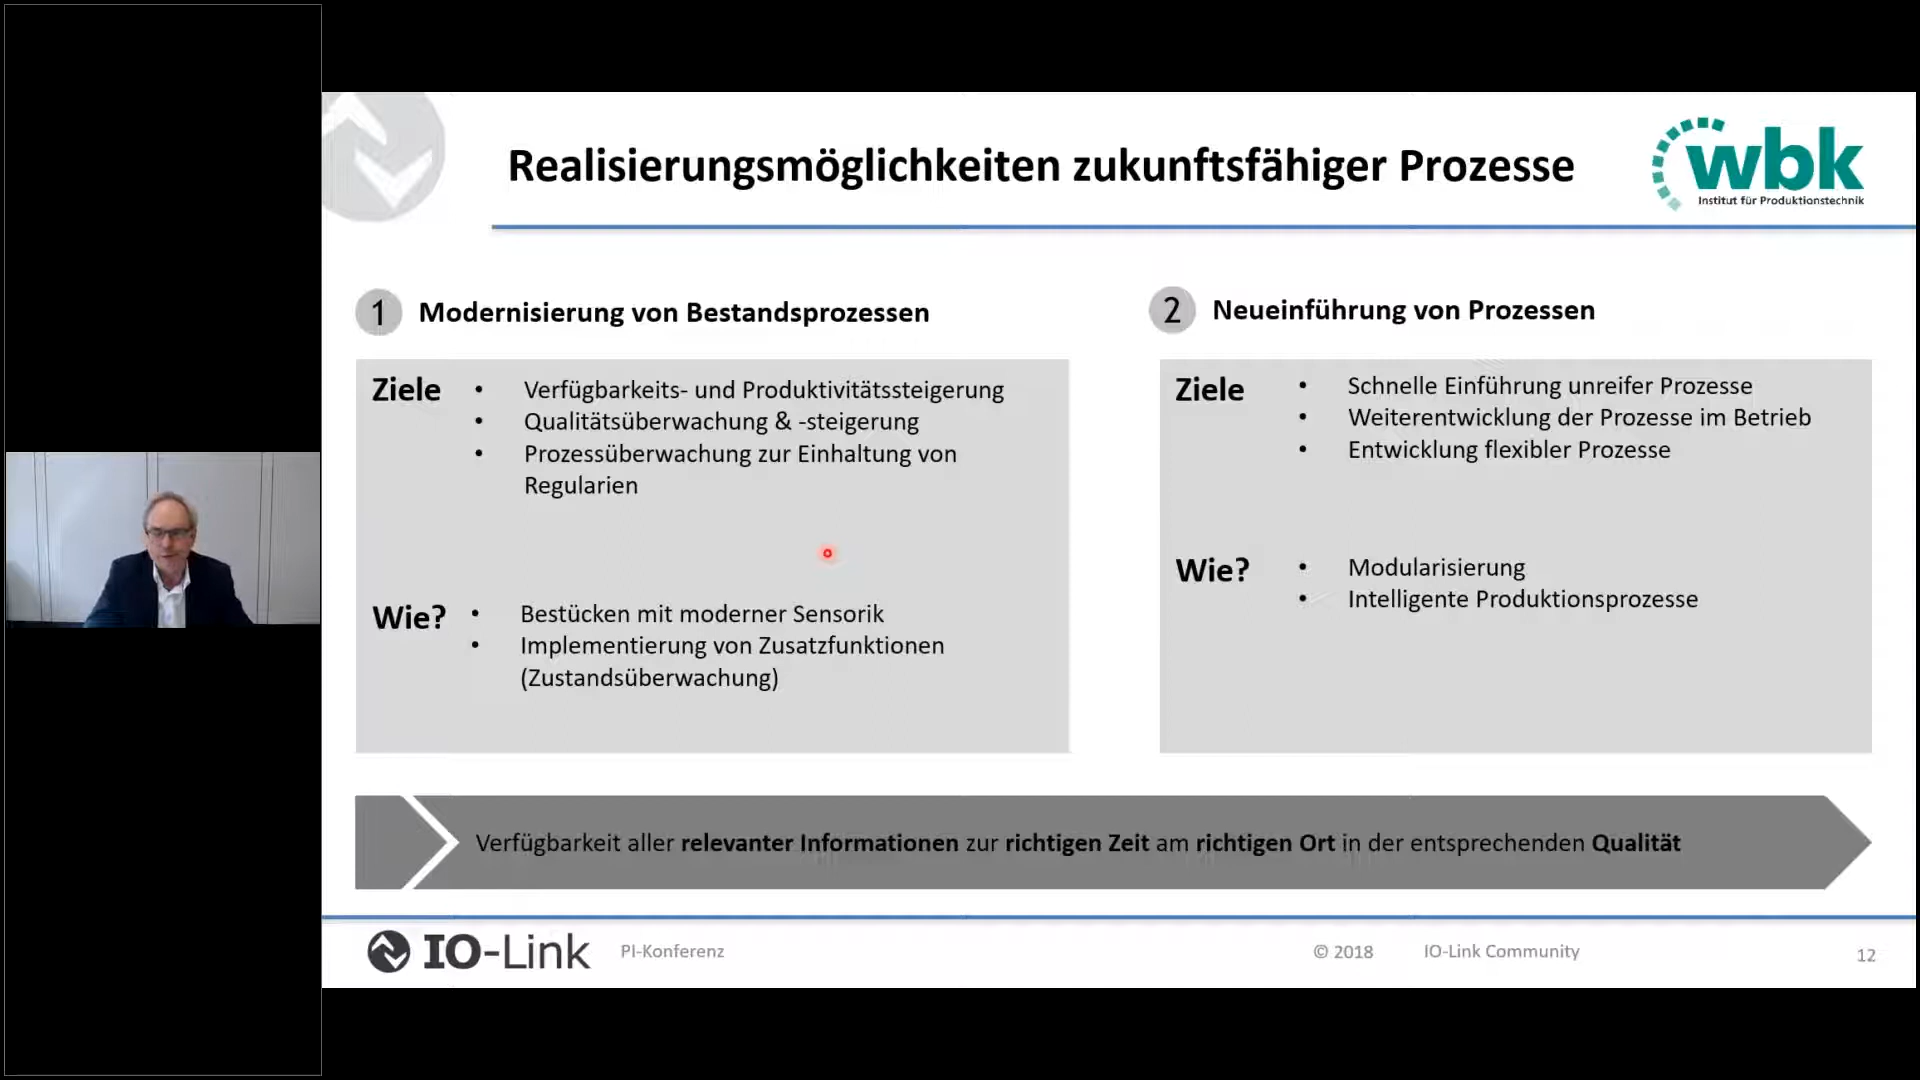 Realisierungsmöglichkeiten zukunftsfähiger Prozesse
wbk
Institut für Produktionstechnik
1 Modernisierung von Bestandsprozessen
Ziele
• Verfügbarkeits- und Produktivitätssteigerung
• Qualitätsüberwachung & -steigerung
• Prozessüberwachung zur Einhaltung von
Regularien
Wie?
• Bestücken mit moderner Sensorik
• Implementierung von Zusatzfunktionen
(Zustandsüberwachung)
2 Neueinführung von Prozessen
Ziele
• Schnelle Einführung unreifer Prozesse
• Weiterentwicklung der Prozesse im Betrieb
• Entwicklung flexibler Prozesse
Wie?
• Modularisierung
• Intelligente Produktionsprozesse
Verfügbarkeit aller relevanter Informationen zur richtigen Zeit am richtigen Ort in der entsprechenden Qualität
IO-Link PI-Konferenz © 2018 IO-Link Community 12